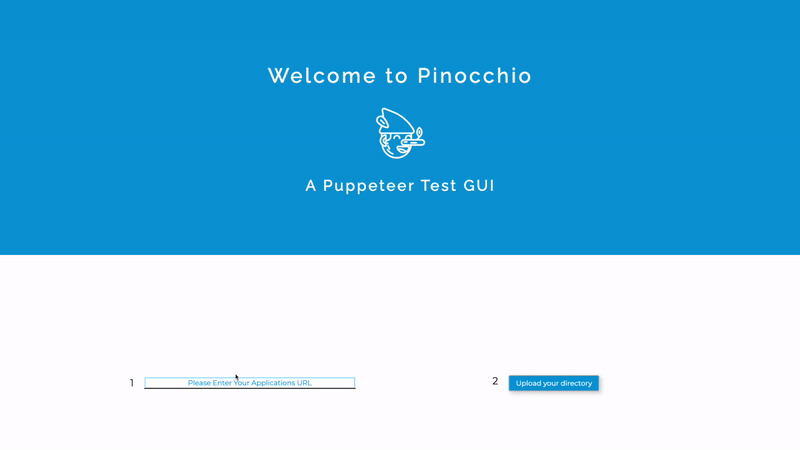 Welcome to Pinocchio
A Puppeteer Test GUI
1
Please Enter Your Applications URL
2
Upload your directory